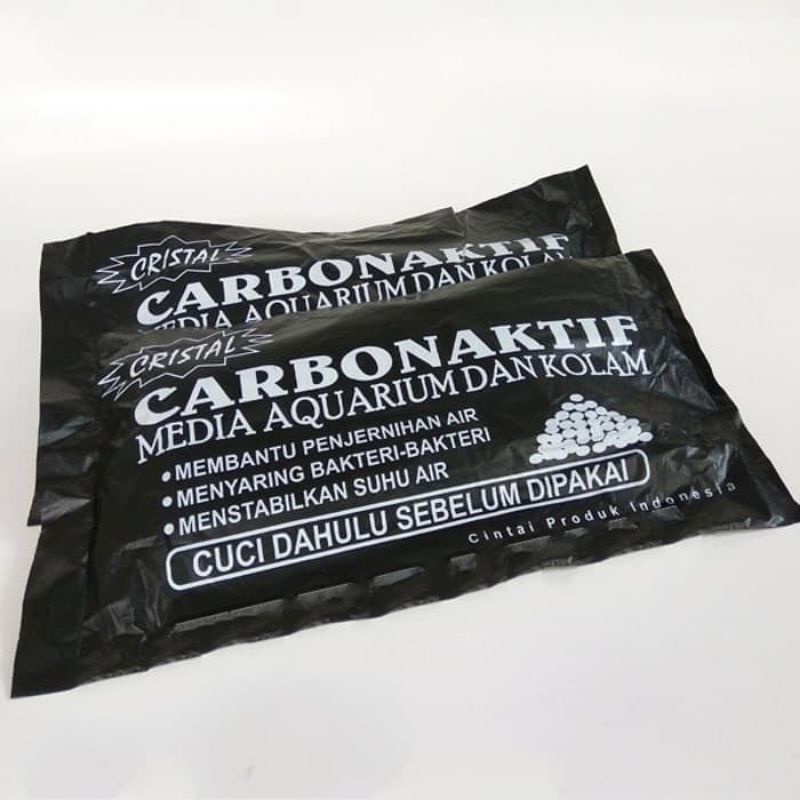 CRISTAL
CARBONAKTIF
MEDIA AQUARIUM DAN KOLAM
CRISTAL
CARBONAKTIF
MEDIA AQUARIUM DAN KOLAM
• MEMBANTU PENJERNIHAN AIR
• MENYARING BAKTERI-BAKTERI
• MENSTABILKAN SUHU AIR
CUCI DAHULU SEBELUM DIPAKAI
Cintai Produk Indonesia